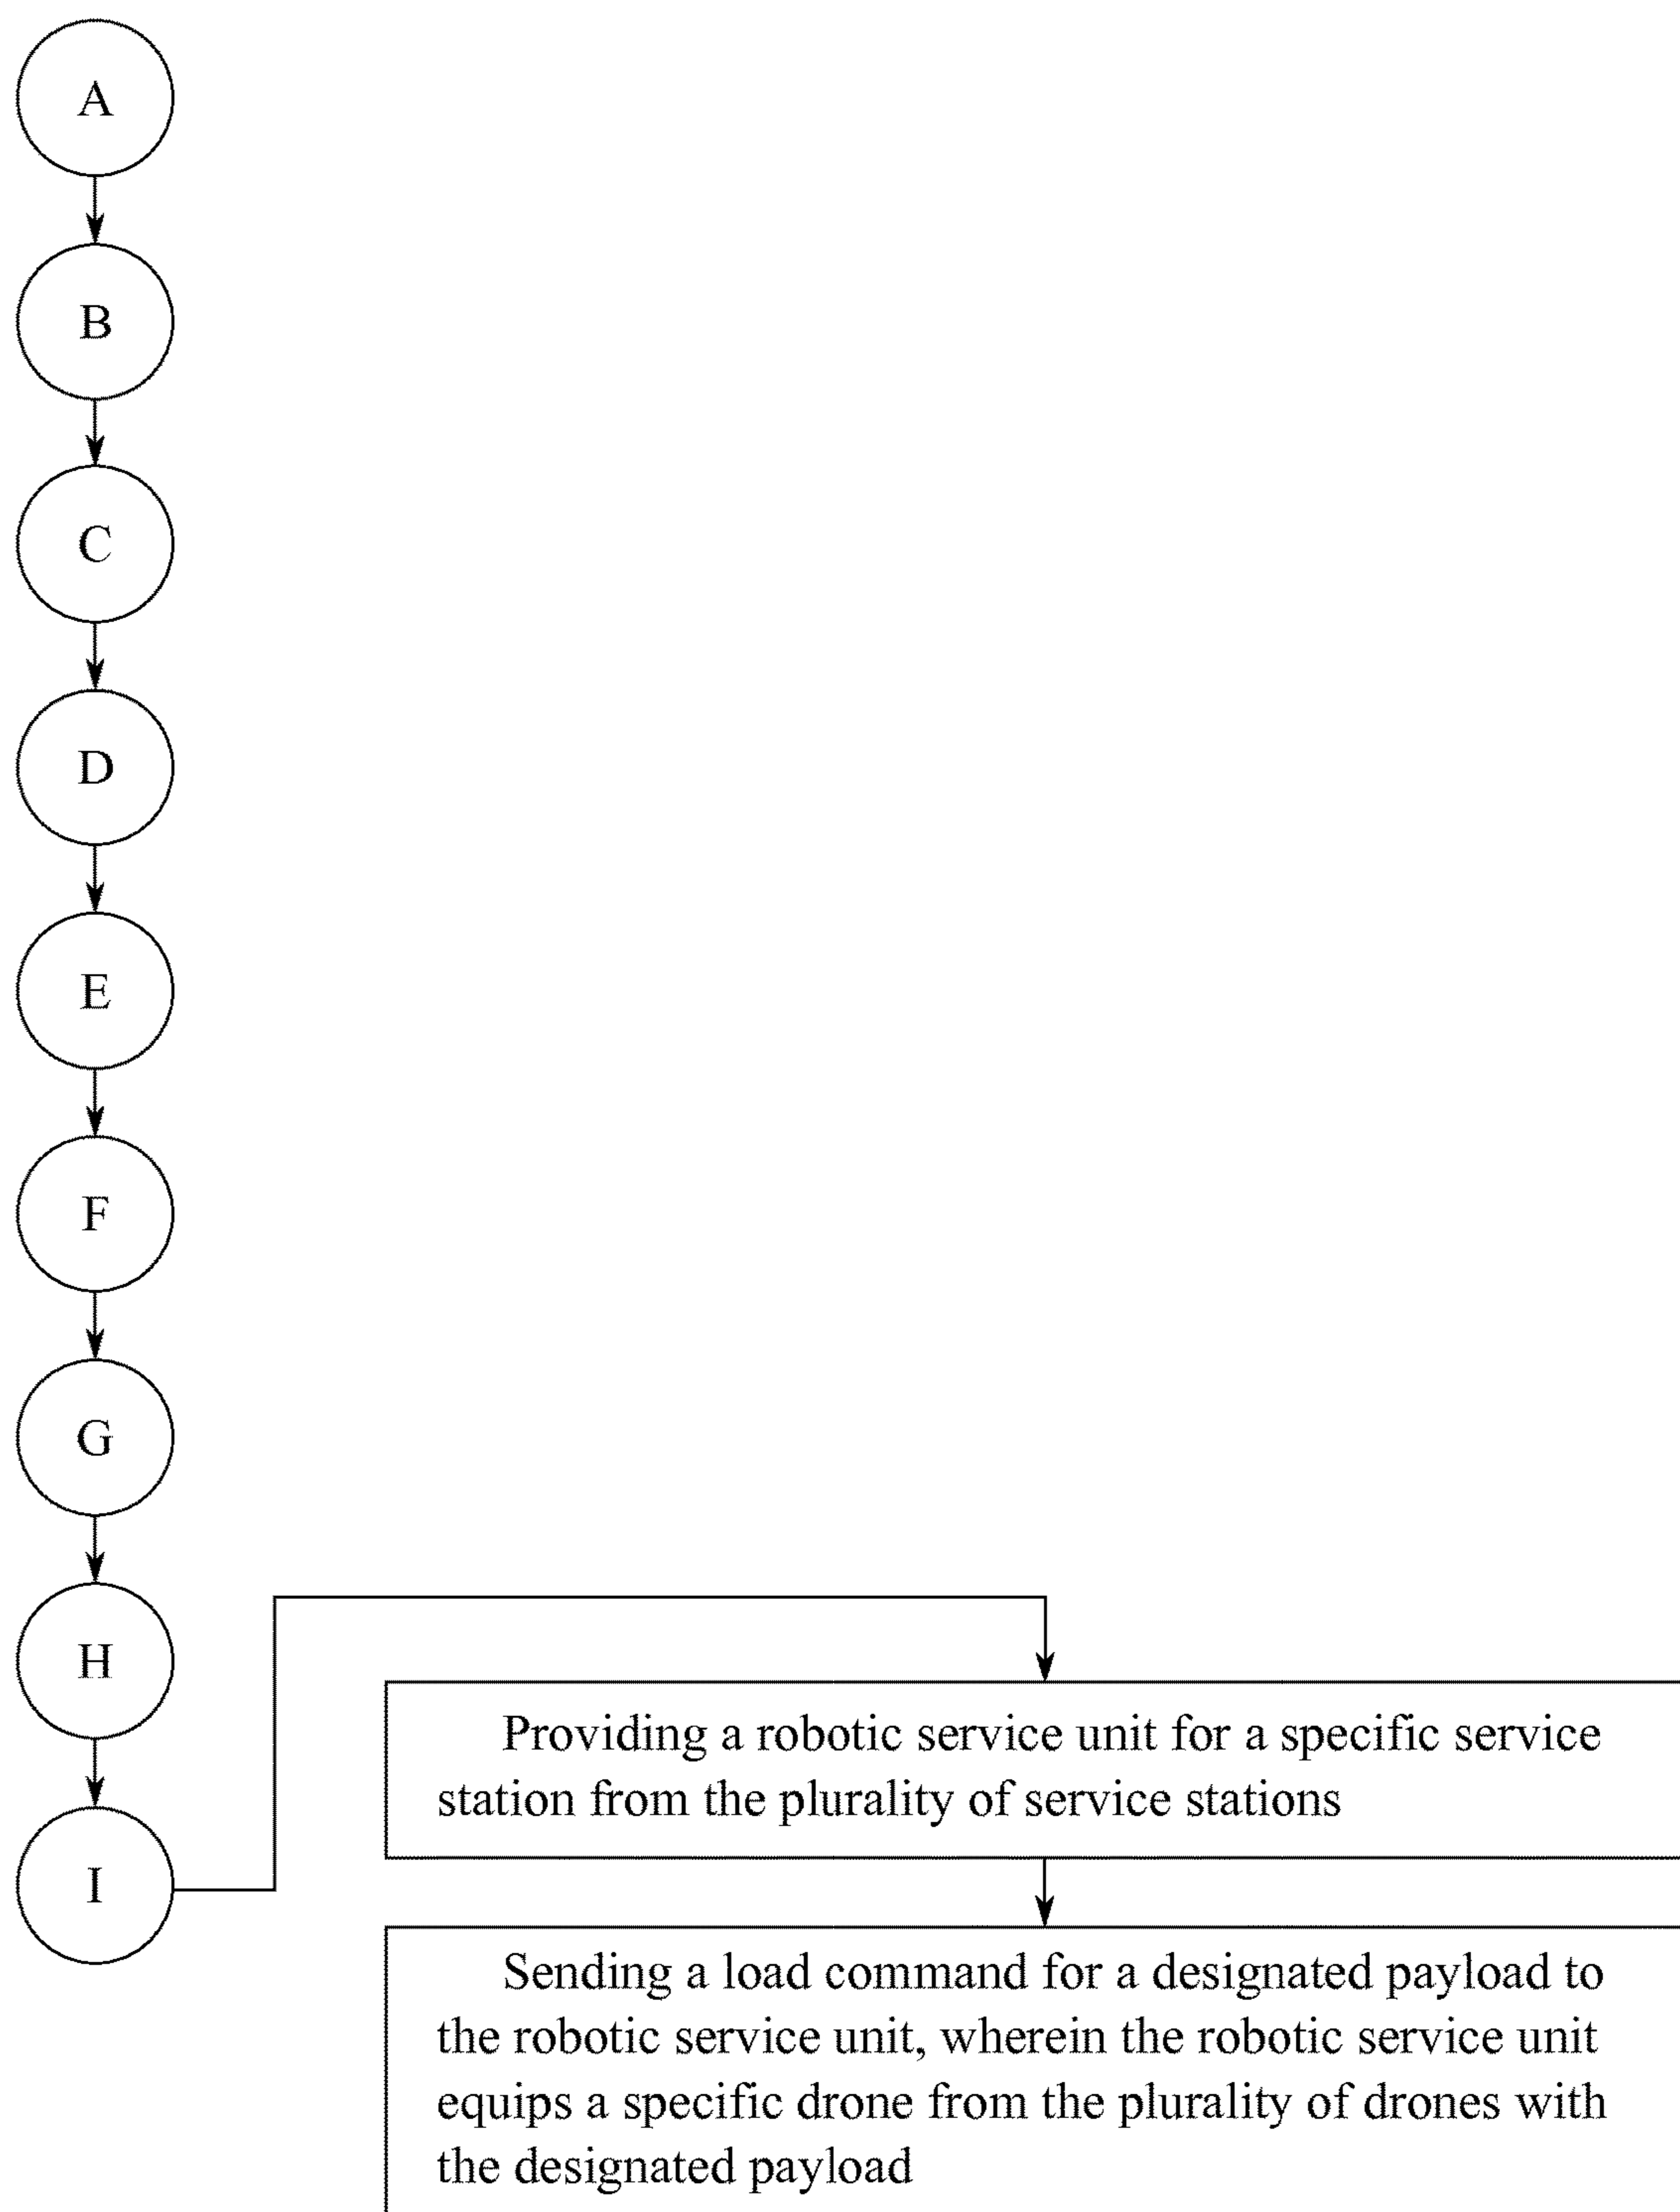 A
B
C
D
E
F
G
H
I
Providing a robotic service unit for a specific service
station from the plurality of service stations
Sending a load command for a designated payload to
the robotic service unit, wherein the robotic service unit
equips a specific drone from the plurality of drones with
the designated payload